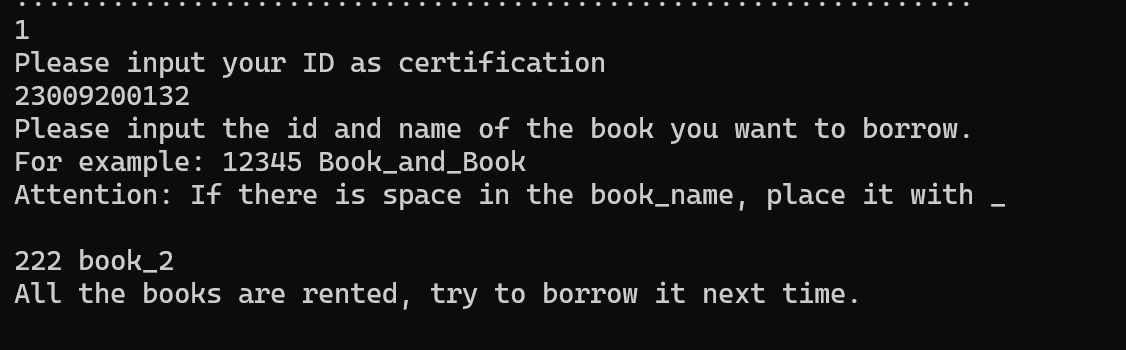 1
Please input your ID as certification
23009200132
Please input the id and name of the book you want to borrow.
For example: 12345 Book_and_Book
Attention: If there is space in the book_name, place it with _
222 book_2
All the books are rented, try to borrow it next time.